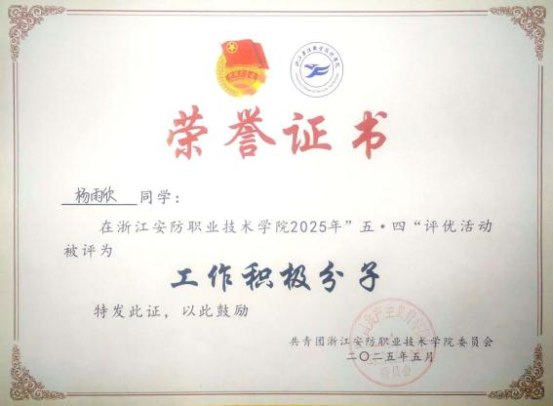 荣誉证书
杨雨欣 同学：
在浙江安防职业技术学院2025年”五·四“评优活动
被评为
工作积极分子
特发此证，以此鼓励
共青团浙江安防职业技术学院委员会
二〇二五年五月